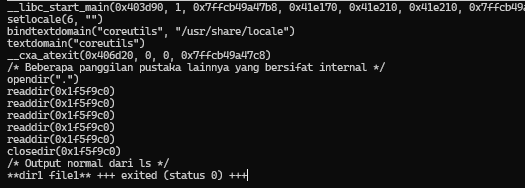 __libc_start_main(0x403d90, 1, 0x7ffcb49a47b8, 0x41e170, 0x41e210, 0x41e210, 0x7ffcb49a
setlocale(6, "")
bindtextdomain("coreutils", "/usr/share/locale")
textdomain("coreutils")
__cxa_atexit(0x406d20, 0, 0, 0x7ffcb49a47c8)
/* Beberapa panggilan pustaka lainnya yang bersifat internal */
opendir(".")
readdir(0x1f5f9c0)
readdir(0x1f5f9c0)
readdir(0x1f5f9c0)
readdir(0x1f5f9c0)
readdir(0x1f5f9c0)
closedir(0x1f5f9c0)
/* Output normal dari ls */
**dir1 file1** +++ exited (status 0) +++